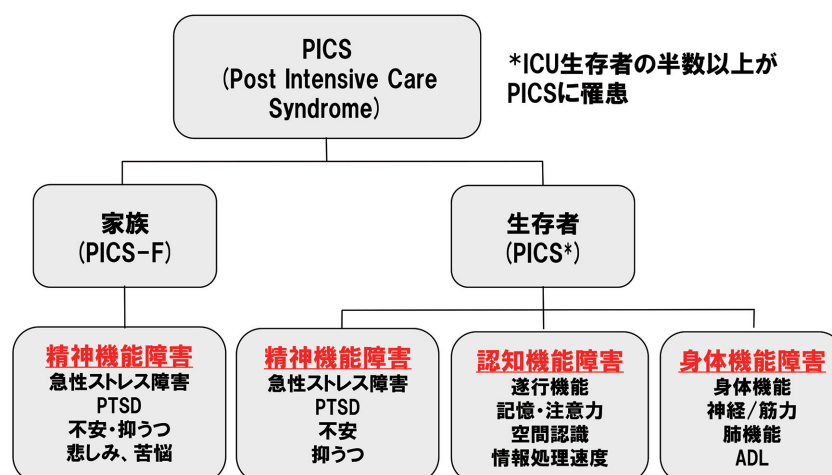 PICS
(Post Intensive Care
Syndrome)
*ICU生存者の半数以上が
PICSに罹患
家族
(PICS-F)
生存者
(PICS*)
精神機能障害
急性ストレス障害
PTSD
不安・抑うつ
悲しみ、苦悩
精神機能障害
急性ストレス障害
PTSD
不安
抑うつ
認知機能障害
遂行機能
記憶・注意力
空間認識
情報処理速度
身体機能障害
身体機能
神経/筋力
肺機能
ADL